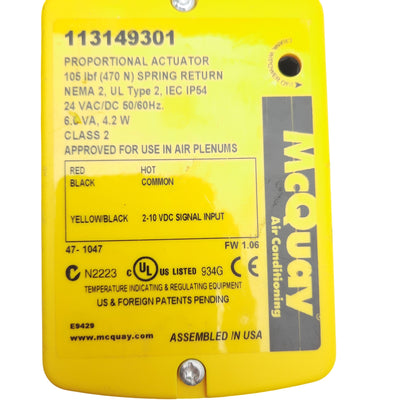 113149301
PROPORTIONAL ACTUATOR
105 lbf (470 N) SPRING RETURN
NEMA 2, UL Type 2, IEC IP54
24 VAC/DC 50/60Hz.
6.0 VA, 4.2 W
CLASS 2
APPROVED FOR USE IN AIR PLENUMS
RED HOT
BLACK COMMON
YELLOW/BLACK 2-10 VDC SIGNAL INPUT
47- 1047 FW 1.06
C N2223 C UL US LISTED 934G
TEMPERATURE INDICATING & REGULATING EQUIPMENT
US & FOREIGN PATENTS PENDING
E9429
www.mcquay.com ASSEMBLED IN USA
McQuay
Air Conditioning